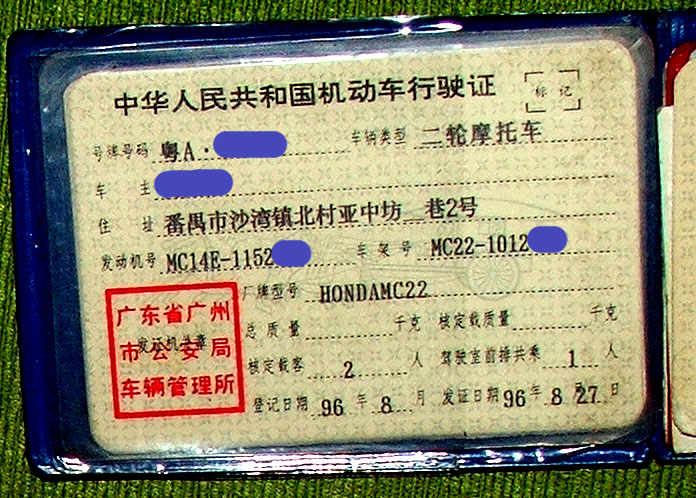 中华人民共和国机动车行驶证
标记
号牌号码 粤A·
车辆类型 二轮摩托车
车主
住址 番禺市沙湾镇北村亚中坊 巷2号
发动机号 MC14E-1152
车架号 MC22-1012
厂牌型号 HONDAMC22
总质量 千克 核定载质量 千克
核定载客 2 人 驾驶室前排共乘 1 人
登记日期 96 年 8 月 发证日期 96 年 8 月 27 日
广东省广州
市公安局
车辆管理所
发证机关章